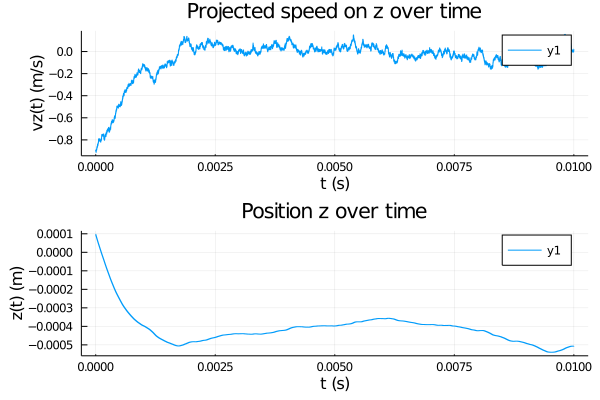 Projected speed on z over time
vz(t) (m/s)
0.0
−0.2
−0.4
−0.6
−0.8
y1
0.0000
0.0025
0.0050
0.0075
0.0100
t (s)
Position z over time
z(t) (m)
0.0001
0.0000
−0.0001
−0.0002
−0.0003
−0.0004
−0.0005
y1
0.0000
0.0025
0.0050
0.0075
0.0100
t (s)